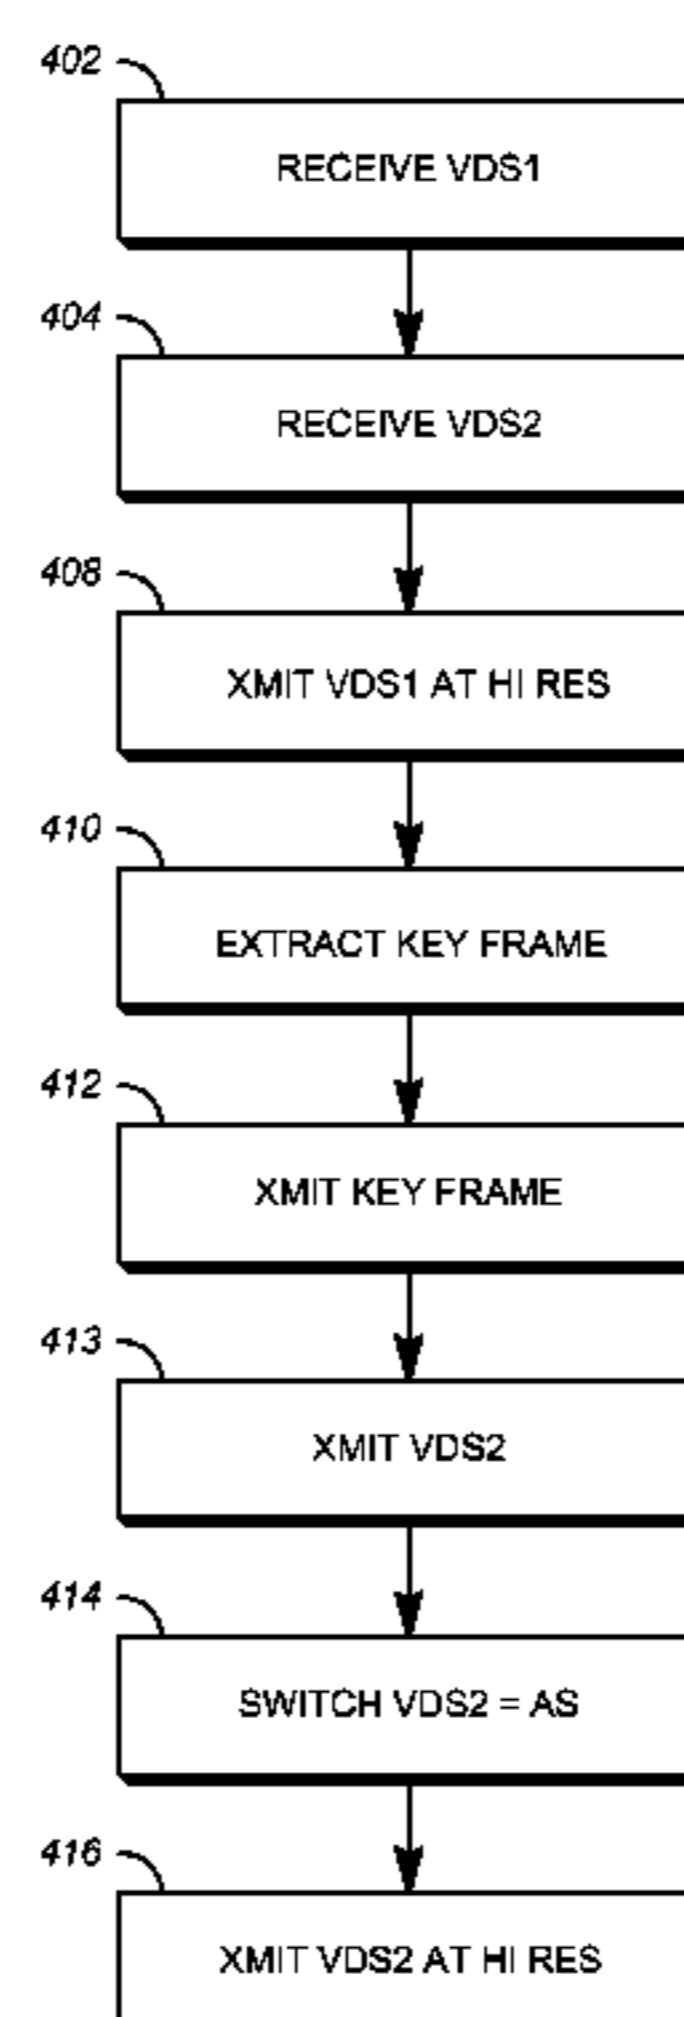 402
RECEIVE VDS1
404
RECEIVE VDS2
408
XMIT VDS1 AT HI RES
410
EXTRACT KEY FRAME
412
XMIT KEY FRAME
413
XMIT VDS2
414
SWITCH VDS2 = AS
416
XMIT VDS2 AT HI RES